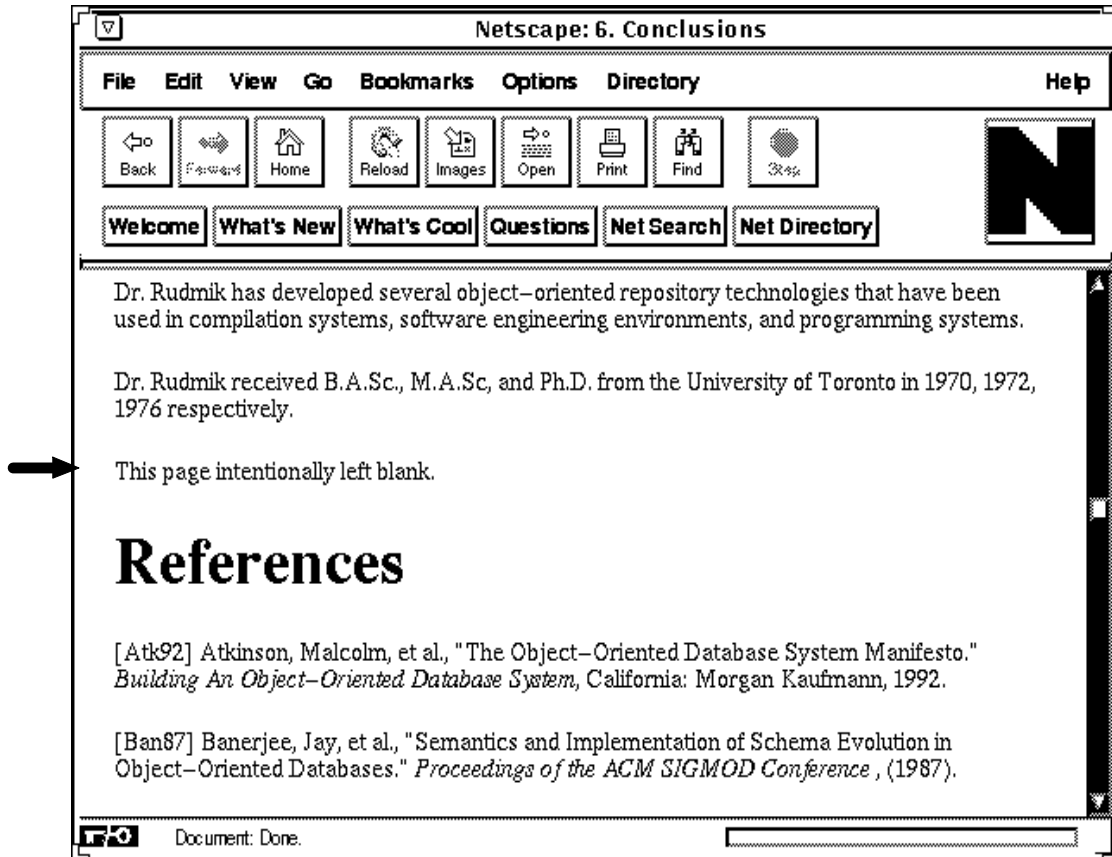 Netscape: 6. Conclusions
File Edit View Go Bookmarks Options Directory Help
Back Forward Home Reload Images Open Print Find Stop
N
Welcome What's New What's Cool Questions Net Search Net Directory
Dr. Rudmik has developed several object–oriented repository technologies that have been
used in compilation systems, software engineering environments, and programming systems.
Dr. Rudmik received B.A.Sc., M.A.Sc, and Ph.D. from the University of Toronto in 1970, 1972,
1976 respectively.
This page intentionally left blank.
References
[Atk92] Atkinson, Malcolm, et al., "The Object–Oriented Database System Manifesto."
Building An Object–Oriented Database System, California: Morgan Kaufmann, 1992.
[Ban87] Banerjee, Jay, et al., "Semantics and Implementation of Schema Evolution in
Object–Oriented Databases." Proceedings of the ACM SIGMOD Conference , (1987).
Document: Done.